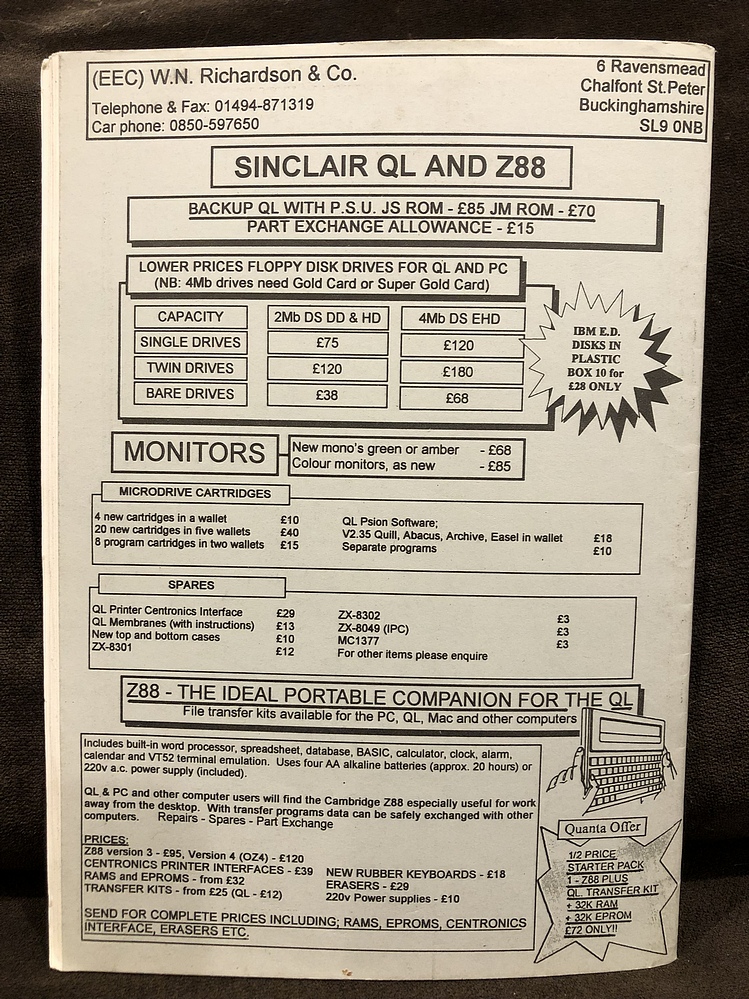 (EEC) W.N. Richardson & Co.
Telephone & Fax: 01494-871319
Car phone: 0850-597650
6 Ravensmead
Chalfont St.Peter
Buckinghamshire
SL9 0NB
SINCLAIR QL AND Z88
BACKUP QL WITH P.S.U. JS ROM - £85 JM ROM - £70
PART EXCHANGE ALLOWANCE - £15
LOWER PRICES FLOPPY DISK DRIVES FOR QL AND PC
(NB: 4Mb drives need Gold Card or Super Gold Card)
CAPACITY 2Mb DS DD & HD 4Mb DS EHD
SINGLE DRIVES £75 £120
TWIN DRIVES £120 £180
BARE DRIVES £38 £68
IBM E.D.
DISKS IN
PLASTIC
BOX 10 for
£28 ONLY
MONITORS
New mono's green or amber - £68
Colour monitors, as new - £85
MICRODRIVE CARTRIDGES
4 new cartridges in a wallet £10
20 new cartridges in five wallets £40
8 program cartridges in two wallets £15
QL Psion Software;
V2.35 Quill, Abacus, Archive, Easel in wallet £18
Separate programs £10
SPARES
QL Printer Centronics Interface £29
QL Membranes (with instructions) £13
New top and bottom cases £10
ZX-8301 £12
ZX-8302 £3
ZX-8049 (IPC) £3
MC1377 £3
For other items please enquire
Z88 - THE IDEAL PORTABLE COMPANION FOR THE QL
File transfer kits available for the PC, QL, Mac and other computers
Includes built-in word processor, spreadsheet, database, BASIC, calculator, clock, alarm,
calendar and VT52 terminal emulation. Uses four AA alkaline batteries (approx. 20 hours) or
220v a.c. power supply (included).
QL & PC and other computer users will find the Cambridge Z88 especially useful for work
away from the desktop. With transfer programs data can be safely exchanged with other
computers. Repairs - Spares - Part Exchange
PRICES:
Z88 version 3 - £95, Version 4 (OZ4) - £120
CENTRONICS PRINTER INTERFACES - £39
RAMS and EPROMS - from £32
TRANSFER KITS - from £25 (QL - £12)
NEW RUBBER KEYBOARDS - £18
ERASERS - £29
220v Power supplies - £10
SEND FOR COMPLETE PRICES INCLUDING; RAMS, EPROMS, CENTRONICS
INTERFACE, ERASERS ETC.
Quanta Offer
1/2 PRICE
STARTER PACK
1 - Z88 PLUS
QL. TRANSFER KIT
+ 32K RAM
+ 32K EPROM
£72 ONLY!!